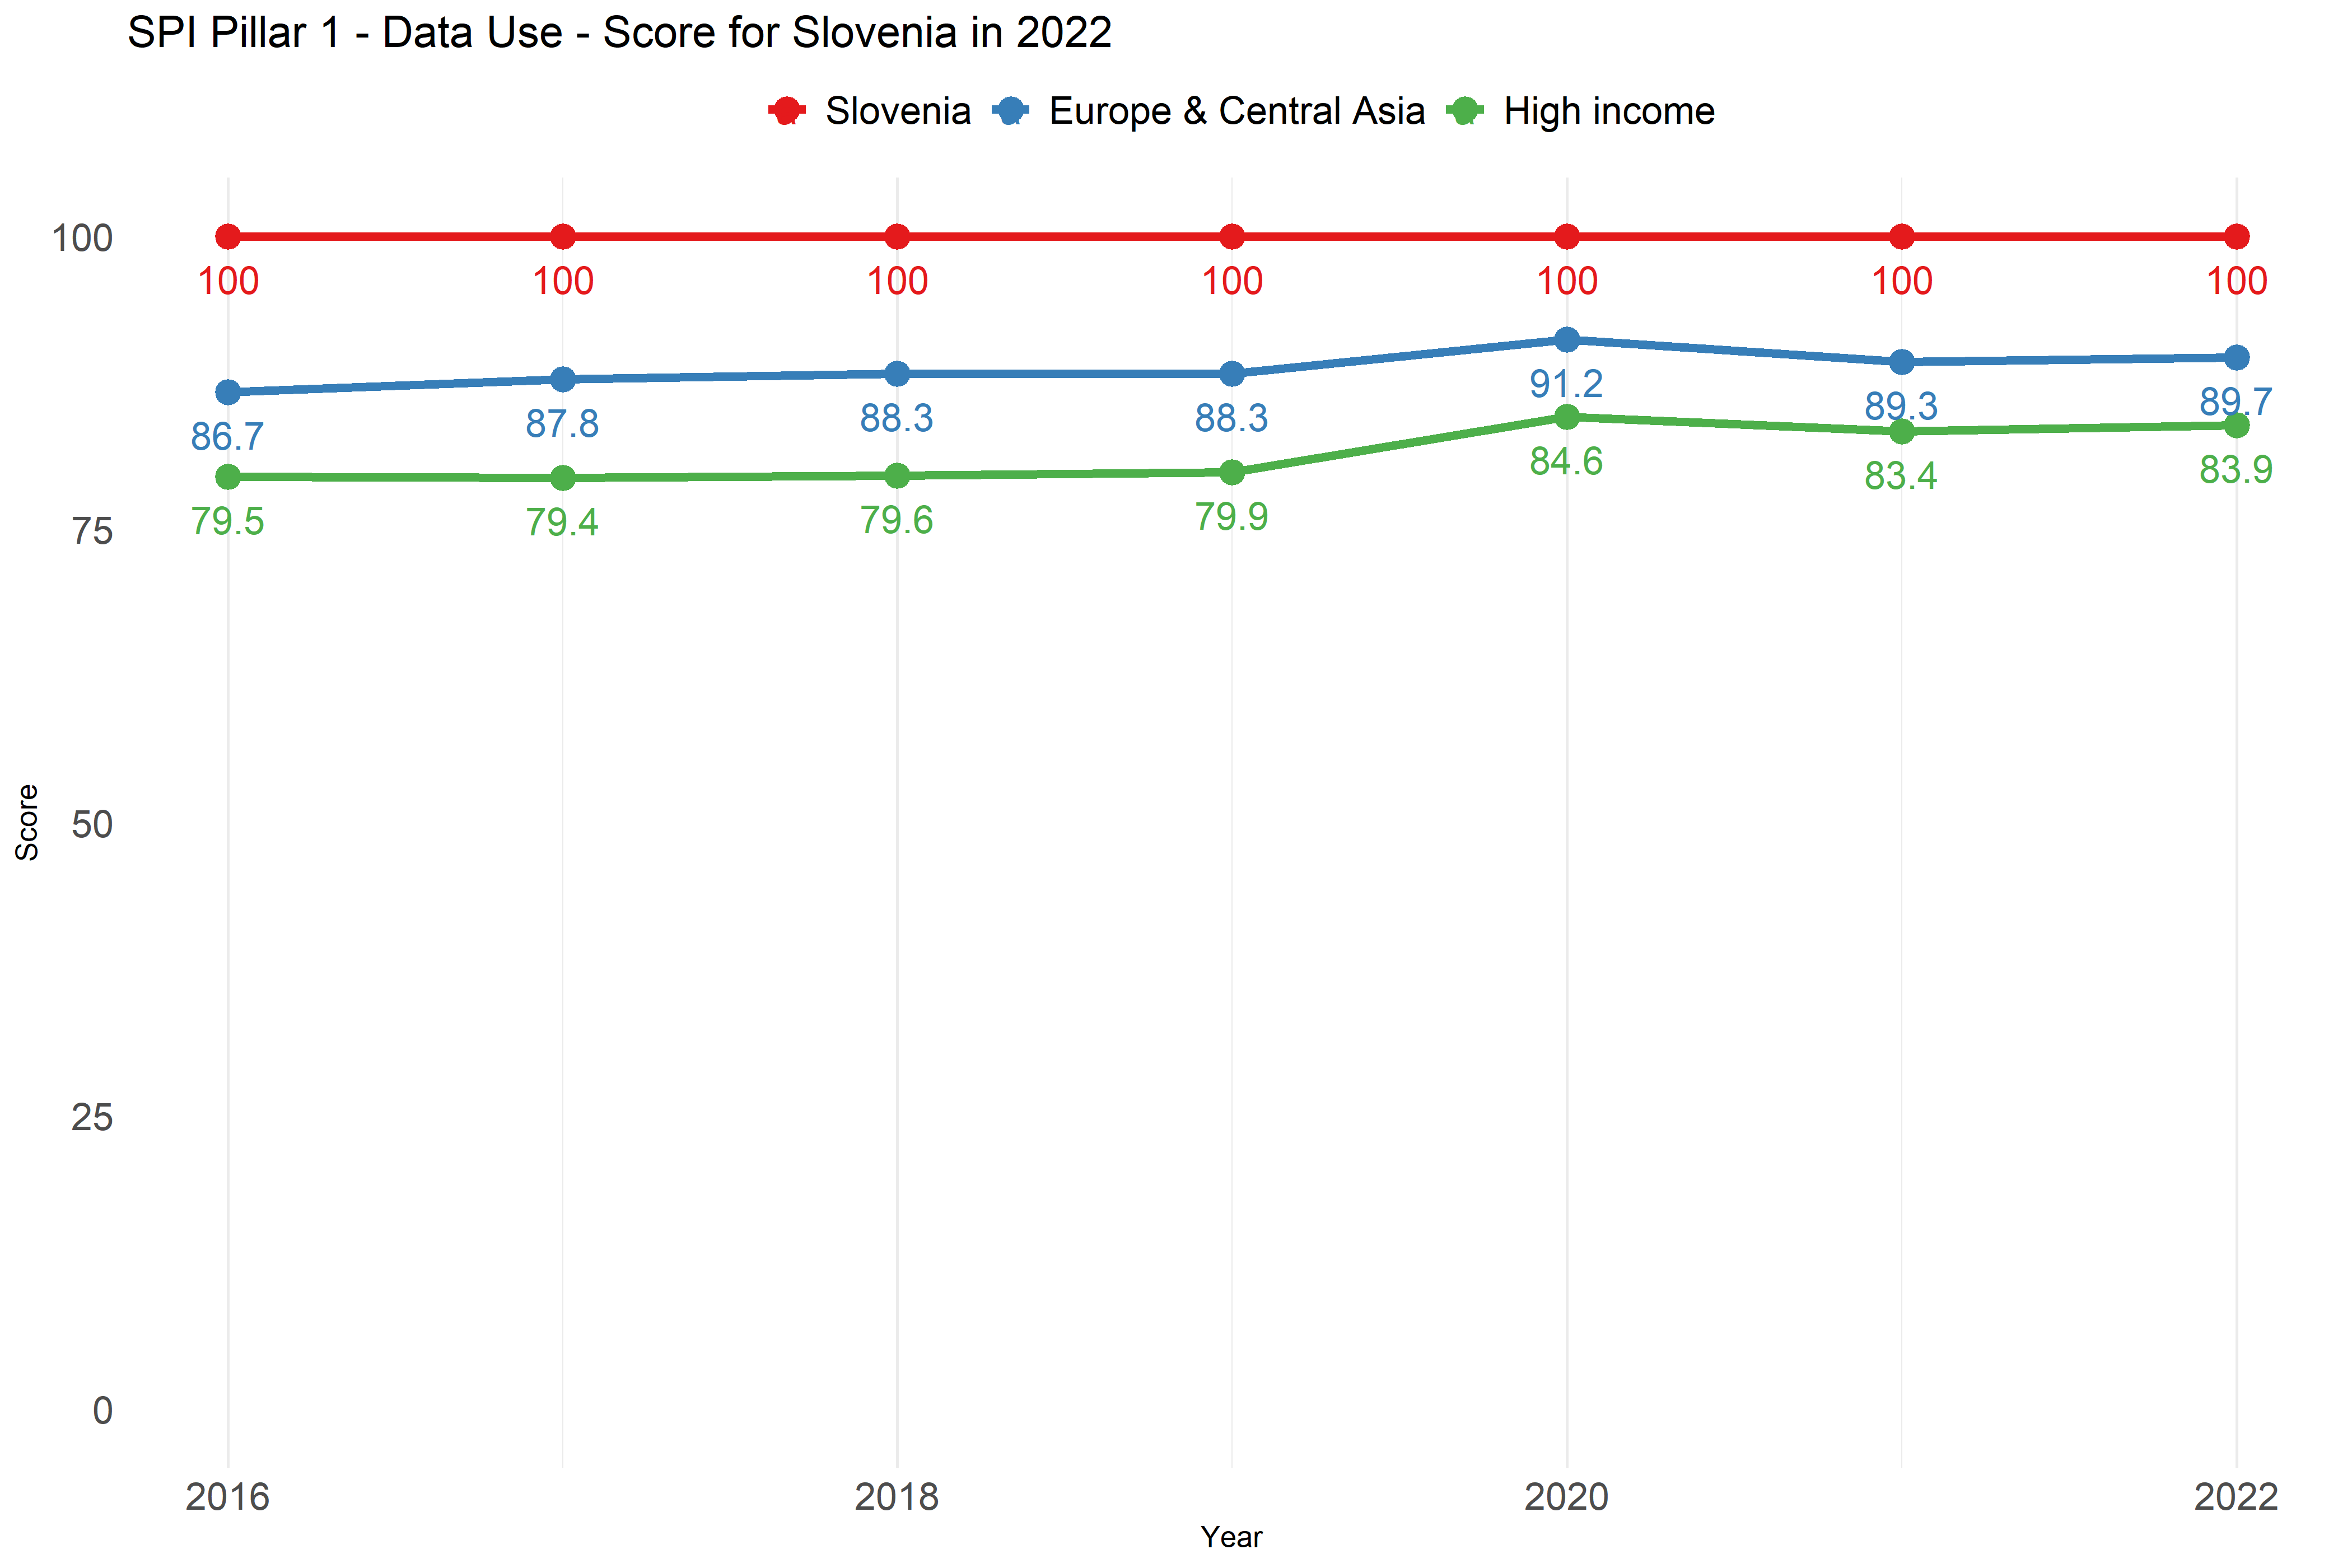 SPI Pillar 1 - Data Use - Score for Slovenia in 2022
Slovenia Europe & Central Asia High income
100
75
50
25
0
Score
100 100 100 100 100 100 100
86.7 87.8 88.3 88.3 91.2 89.3 89.7
79.5 79.4 79.6 79.9 84.6 83.4 83.9
2016 2018 2020 2022
Year